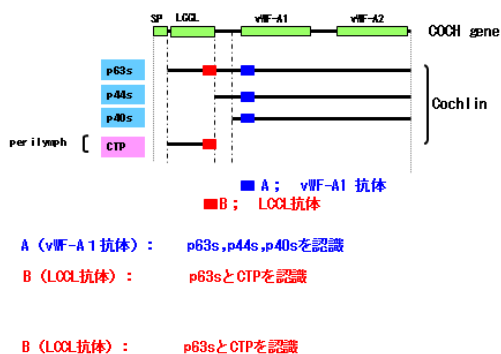 SP LCCL vWF-A1 vWF-A2 COCH gene
p63s
p44s
p40s
Cochlin
perilymph [ CTP
A； vWF-A1 抗体
B； LCCL抗体
A（vWF-A1抗体）： p63s,p44s,p40sを認識
B（LCCL抗体）： p63sとCTPを認識
B（LCCL抗体）： p63sとCTPを認識